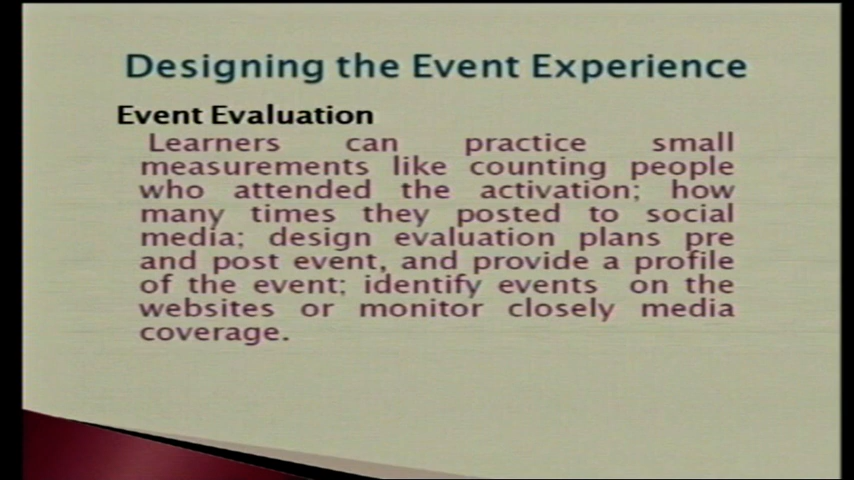 Designing the Event Experience
Event Evaluation
Learners can practice small
measurements like counting people
who attended the activation; how
many times they posted to social
media; design evaluation plans pre
and post event, and provide a profile
of the event; identify events on the
websites or monitor closely media
coverage.